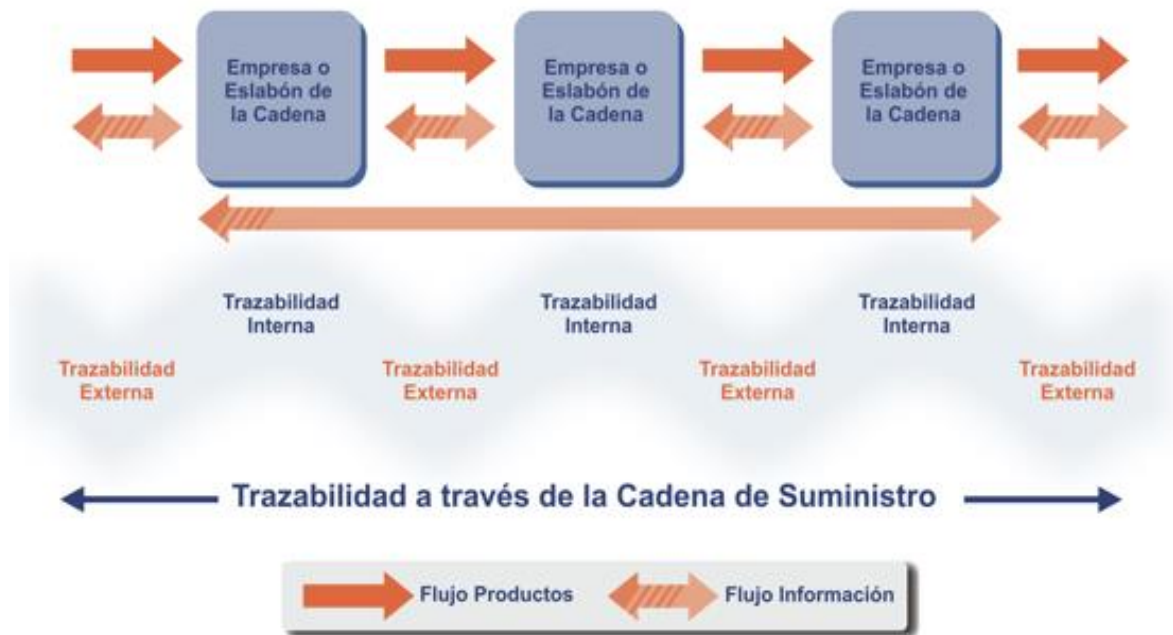 Empresa o
Eslabón de
la Cadena
Empresa o
Eslabón de
la Cadena
Empresa o
Eslabón de
la Cadena
Trazabilidad
Interna
Trazabilidad
Interna
Trazabilidad
Interna
Trazabilidad
Externa
Trazabilidad
Externa
Trazabilidad
Externa
Trazabilidad
Externa
Trazabilidad a través de la Cadena de Suministro
Flujo Productos
Flujo Información